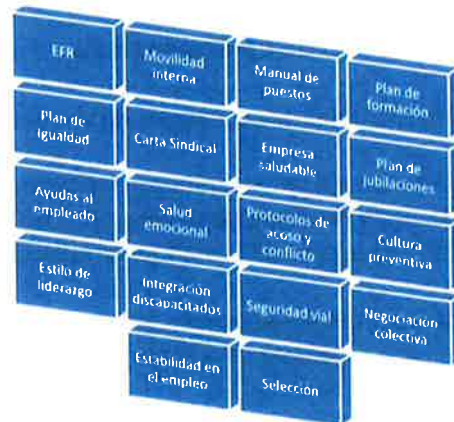 EFR
Movilidad
interna
Manual de
puestos
Plan de
formación
Plan de
igualdad
Carta Sindical
Empresa
saludable
Plan de
jubilaciones
Ayudas al
empleado
Salud
emocional
Protocolos de
acoso y
conflicto
Cultura
preventiva
Estilo de
liderazgo
Integración
discapacitados
Seguridad vial
Negociación
colectiva
Estabilidad en
el empleo
Selección